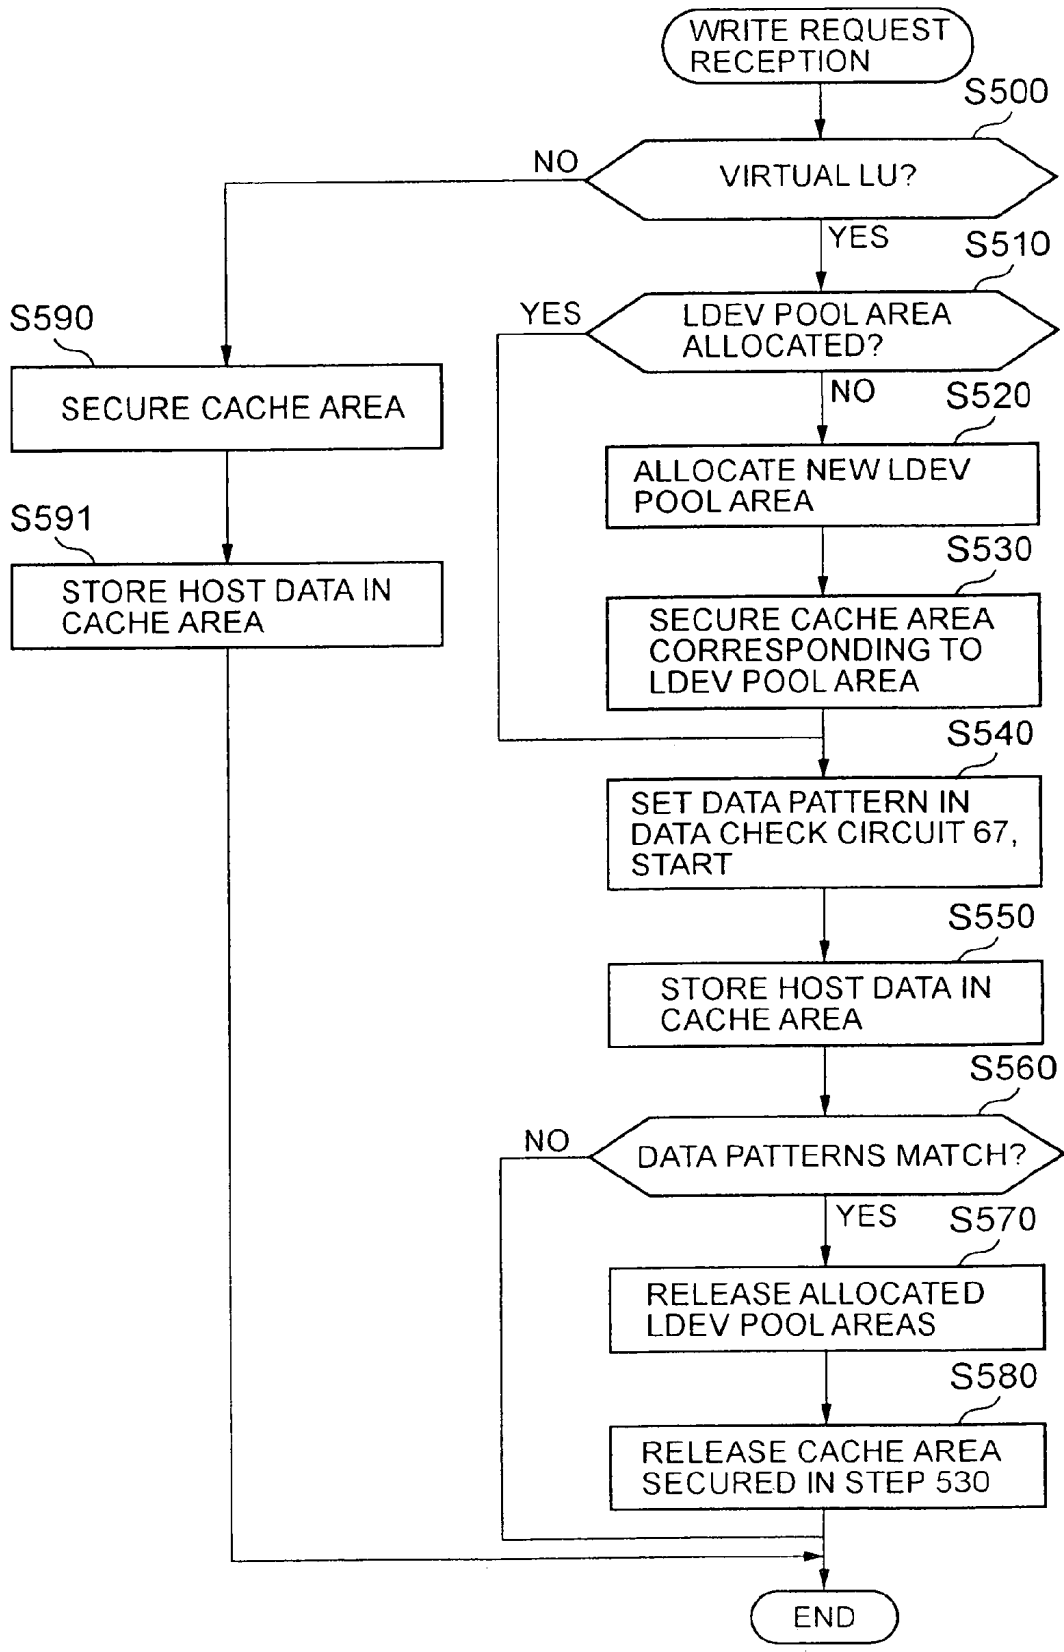 WRITE REQUEST
RECEPTION
S500
VIRTUAL LU?
NO
YES
S510
LDEV POOL AREA
ALLOCATED?
YES
NO
S520
ALLOCATE NEW LDEV
POOL AREA
S530
SECURE CACHE AREA
CORRESPONDING TO
LDEV POOL AREA
S590
SECURE CACHE AREA
S591
STORE HOST DATA IN
CACHE AREA
S540
SET DATA PATTERN IN
DATA CHECK CIRCUIT 67,
START
S550
STORE HOST DATA IN
CACHE AREA
S560
DATA PATTERNS MATCH?
NO
YES
S570
RELEASE ALLOCATED
LDEV POOL AREAS
S580
RELEASE CACHE AREA
SECURED IN STEP 530
END